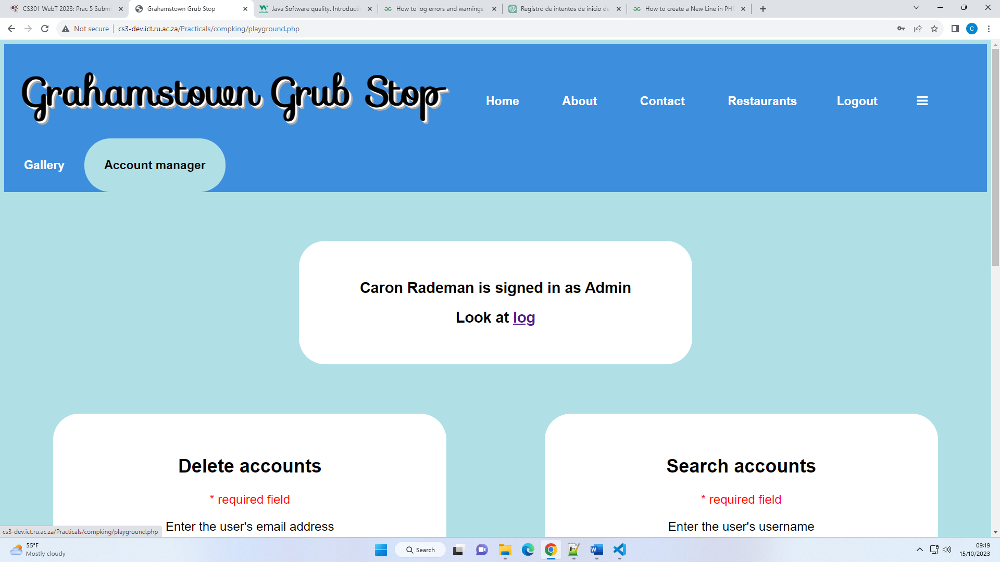 CS301 WebT 2023: Prac 5 Submi
Grahamstown Grub Stop
Java Software quality. Introducti
How to log errors and warnings
Registro de intentos de inicio de
How to create a New Line in PHP
Not secure
cs3-dev.ict.ru.ac.za/Practicals/compking/playground.php
C
Grahamstown Grub Stop
Home
About
Contact
Restaurants
Logout
Gallery
Account manager
Caron Rademan is signed in as Admin
Look at log
Delete accounts
* required field
Enter the user's email address
Search accounts
* required field
Enter the user's username
cs3-dev.ict.ru.ac.za/Practicals/compking/playground.php
55°F
Mostly cloudy
Search
09:19
15/10/2023